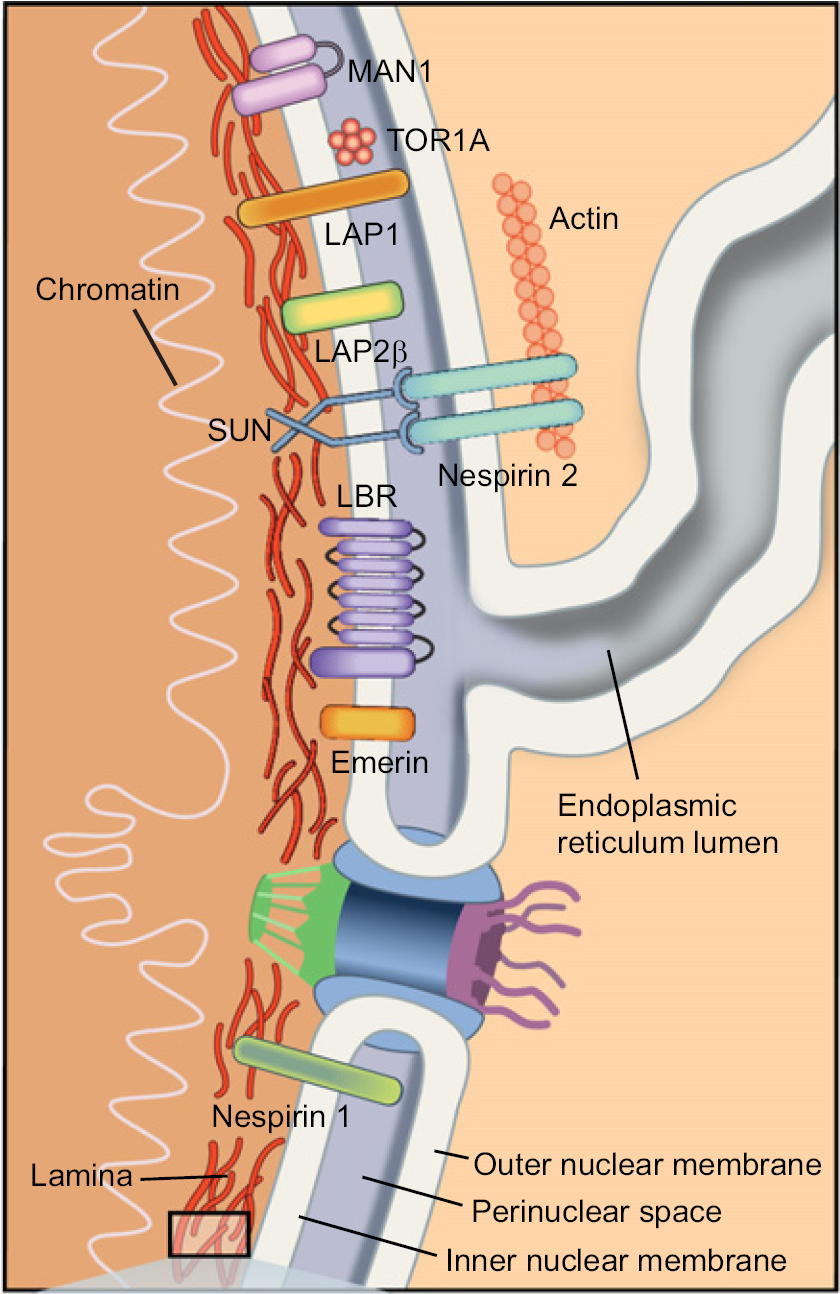 MAN1
TOR1A
Actin
LAP1
Chromatin
LAP2β
SUN
Nespirin 2
LBR
Emerin
Endoplasmic
reticulum lumen
Nespirin 1
Lamina
Outer nuclear membrane
Perinuclear space
Inner nuclear membrane